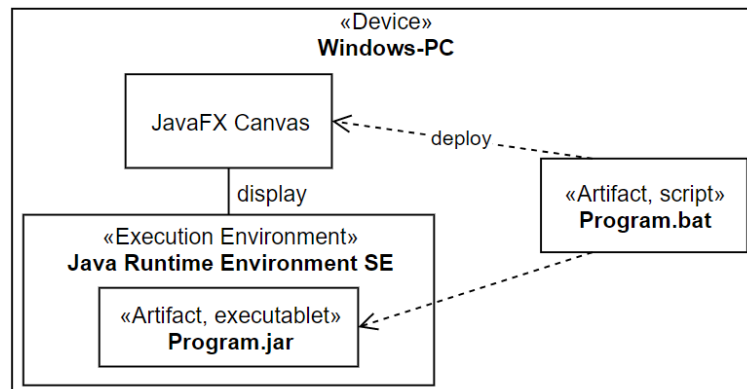 «Device»
Windows-PC
JavaFX Canvas
deploy
display
«Artifact, script»
Program.bat
«Execution Environment»
Java Runtime Environment SE
«Artifact, executablet»
Program.jar